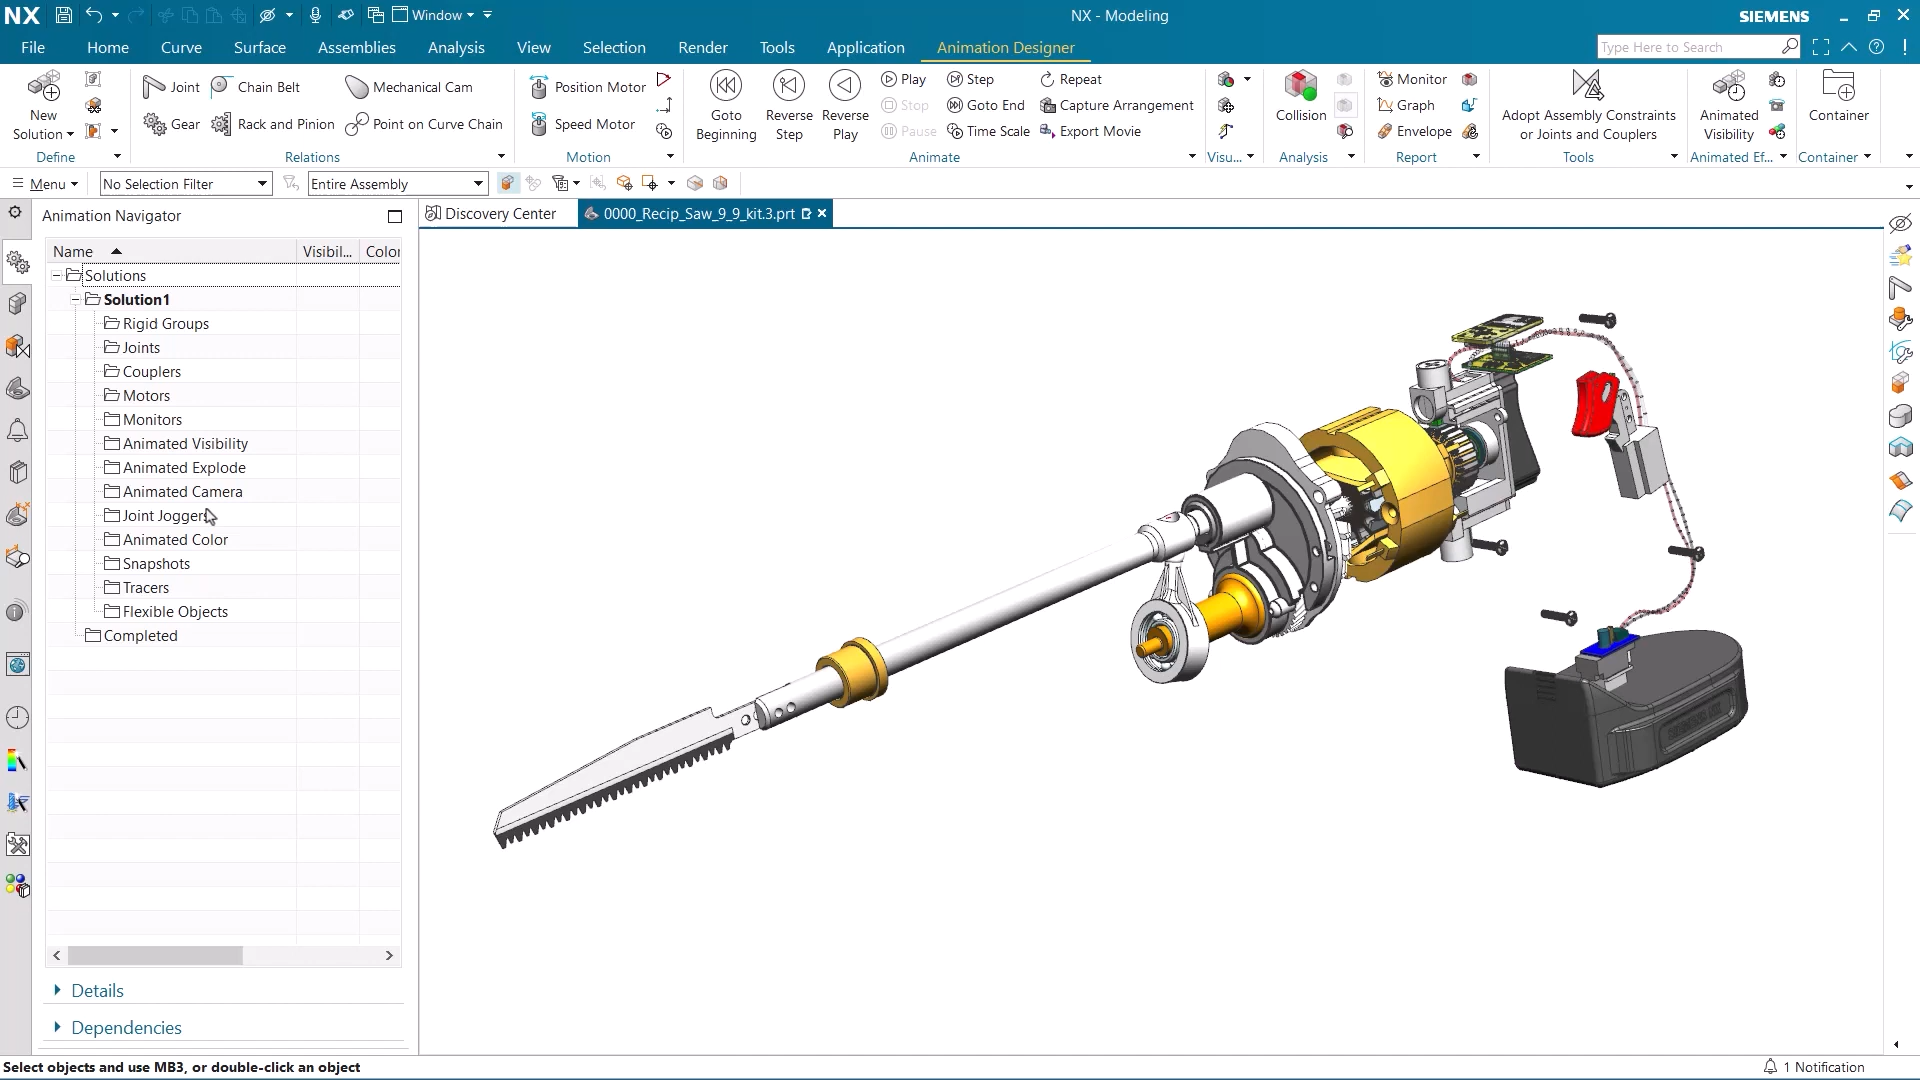 NX
Window
NX - Modeling
SIEMENS
File
Home
Curve
Surface
Assemblies
Analysis
View
Selection
Render
Tools
Application
Animation Designer
Type Here to Search
New
Solution
Define
Joint
Chain Belt
Mechanical Cam
Gear
Rack and Pinion
Point on Curve Chain
Relations
Position Motor
Speed Motor
Motion
Goto
Beginning
Reverse
Step
Reverse
Play
Play
Step
Repeat
Stop
Goto End
Capture Arrangement
Pause
Time Scale
Export Movie
Animate
Visu...
Collision
Analysis
Monitor
Graph
Envelope
Report
Adopt Assembly Constraints
or Joints and Couplers
Tools
Animated
Visibility
Animated Ef...
Container
Container
Menu
No Selection Filter
Entire Assembly
Animation Navigator
Discovery Center
0000_Recip_Saw_9_9_kit.3.prt
Name
Visibil...
Color
Solutions
Solution1
Rigid Groups
Joints
Couplers
Motors
Monitors
Animated Visibility
Animated Explode
Animated Camera
Joint Joggers
Animated Color
Snapshots
Tracers
Flexible Objects
Completed
Details
Dependencies
Select objects and use MB3, or double-click an object
1 Notification